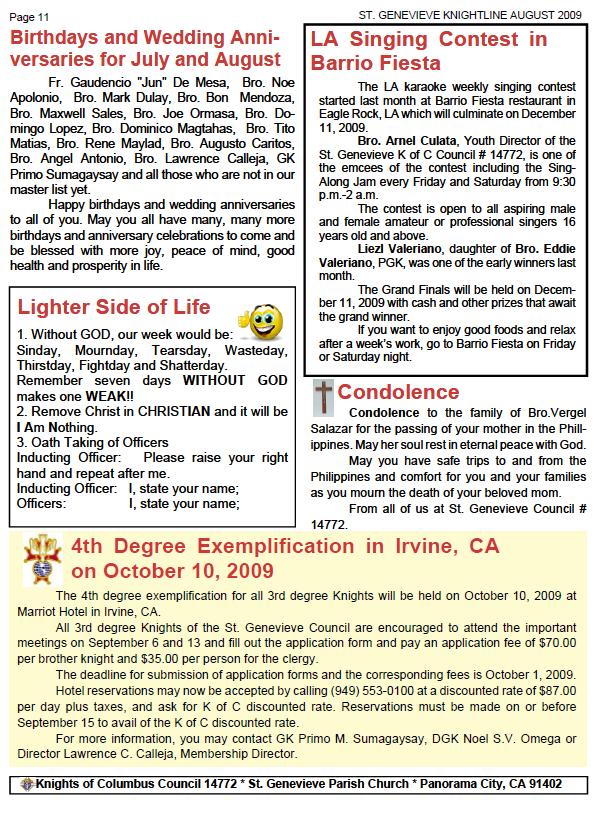 Page 11
ST. GENEVIEVE KNIGHTLINE AUGUST 2009
Birthdays and Wedding Anni-
versaries for July and August
Fr. Gaudencio "Jun" De Mesa, Bro. Noe
Apolonio, Bro. Mark Dulay, Bro. Bon Mendoza,
Bro. Maxwell Sales, Bro. Joe Ormasa, Bro. Do-
mingo Lopez, Bro. Dominico Magtahas, Bro. Tito
Matias, Bro. Rene Maylad, Bro. Augusto Caritos,
Bro. Angel Antonio, Bro. Lawrence Calleja, GK
Primo Sumagaysay and all those who are not in our
master list yet.
Happy birthdays and wedding anniversaries
to all of you. May you all have many, many more
birthdays and anniversary celebrations to come and
be blessed with more joy, peace of mind, good
health and prosperity in life.
Lighter Side of Life
1. Without GOD, our week would be:
Sinday, Mournday, Tearsday, Wasteday,
Thirstday, Fightday and Shatterday.
Remember seven days WITHOUT GOD
makes one WEAK!!
2. Remove Christ in CHRISTIAN and it will be
I Am Nothing.
3. Oath Taking of Officers
Inducting Officer: Please raise your right
hand and repeat after me.
Inducting Officer: I, state your name;
Officers: I, state your name;
LA Singing Contest in
Barrio Fiesta
The LA karaoke weekly singing contest
started last month at Barrio Fiesta restaurant in
Eagle Rock, LA which will culminate on December
11, 2009.
Bro. Arnel Culata, Youth Director of the
St. Genevieve K of C Council # 14772, is one of
the emcees of the contest including the Sing-
Along Jam every Friday and Saturday from 9:30
p.m.-2 a.m.
The contest is open to all aspiring male
and female amateur or professional singers 16
years old and above.
Liezl Valeriano, daughter of Bro. Eddie
Valeriano, PGK, was one of the early winners last
month.
The Grand Finals will be held on Decem-
ber 11, 2009 with cash and other prizes that await
the grand winner.
If you want to enjoy good foods and relax
after a week's work, go to Barrio Fiesta on Friday
or Saturday night.
Condolence
Condolence to the family of Bro.Vergel
Salazar for the passing of your mother in the Phill-
ippines. May her soul rest in eternal peace with God.
May you have safe trips to and from the
Philippines and comfort for you and your families
as you mourn the death of your beloved mom.
From all of us at St. Genevieve Council #
14772.
4th Degree Exemplification in Irvine, CA
on October 10, 2009
The 4th degree exemplification for all 3rd degree Knights will be held on October 10, 2009 at
Marriot Hotel in Irvine, CA.
All 3rd degree Knights of the St. Genevieve Council are encouraged to attend the important
meetings on September 6 and 13 and fill out the application form and pay an application fee of $70.00
per brother knight and $35.00 per person for the clergy.
The deadline for submission of application forms and the corresponding fees is October 1, 2009.
Hotel reservations may now be accepted by calling (949) 553-0100 at a discounted rate of $87.00
per day plus taxes, and ask for K of C discounted rate. Reservations must be made on or before
September 15 to avail of the K of C discounted rate.
For more information, you may contact GK Primo M. Sumagaysay, DGK Noel S.V. Omega or
Director Lawrence C. Calleja, Membership Director.
Knights of Columbus Council 14772 * St. Genevieve Parish Church * Panorama City, CA 91402